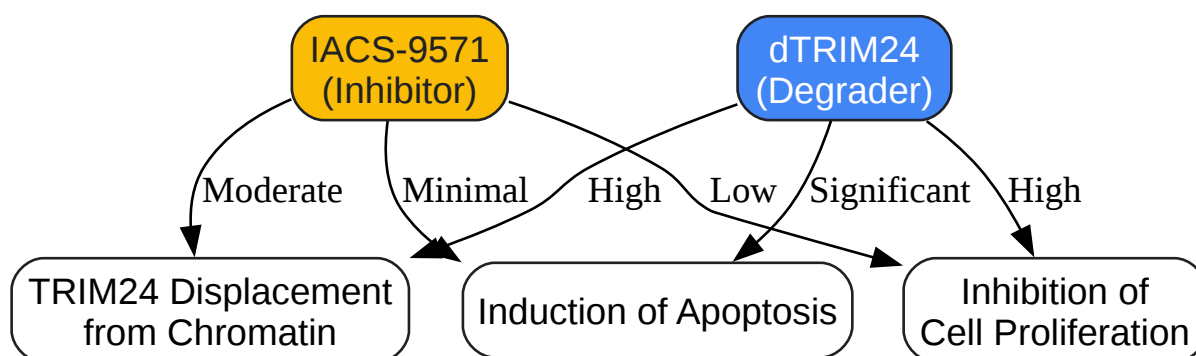 IACS-9571
(Inhibitor)
dTRIM24
(Degrader)
Moderate
Minimal
High
Low
Significant
High
TRIM24 Displacement
from Chromatin
Induction of Apoptosis
Inhibition of
Cell Proliferation